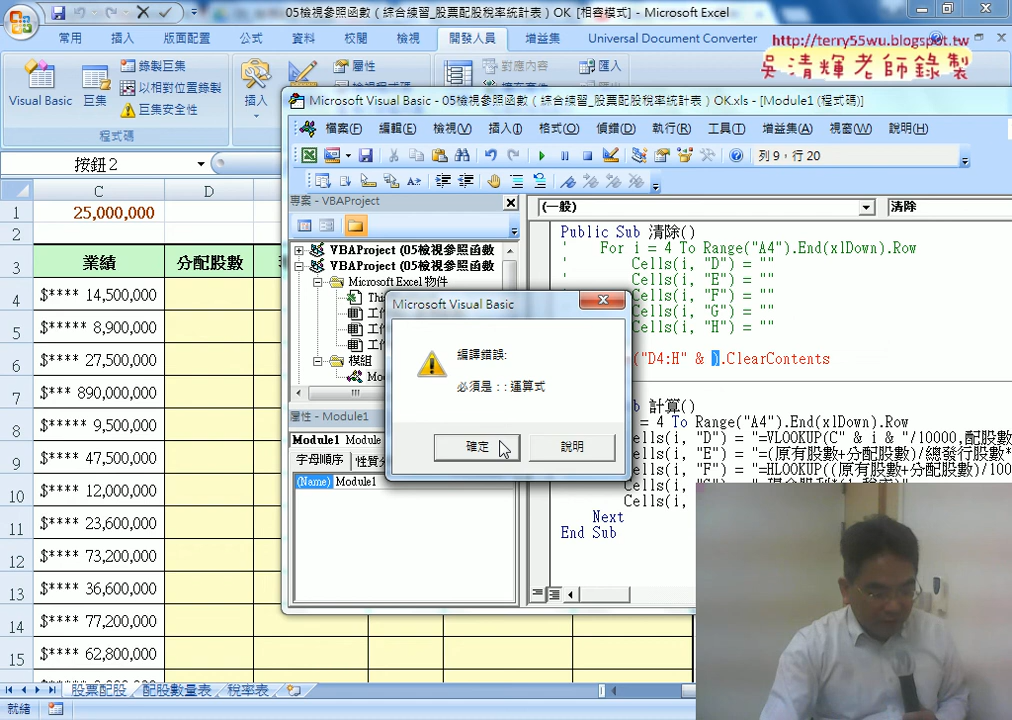 05檢視參照函數（綜合練習_股票配股稅率統計表）OK [相容模式] - Microsoft Excel
常用 插入 版面配置 公式 資料 校閱 檢視 開發人員 增益集 Universal Document Converter
http://terry55wu.blogspot.tw
吳清輝老師錄製
Visual Basic
巨集
錄製巨集
以相對位置錄製
巨集安全性
程式碼
插入
屬性
對應內容
匯入
Microsoft Visual Basic - 05檢視參照函數（綜合練習_股票配股稅率統計表）OK.xls - [Module1 (程式碼)]
檔案(F) 編輯(E) 檢視(V) 插入(I) 格式(O) 偵錯(D) 執行(R) 工具(T) 增益集(A) 視窗(W) 說明(H)
列 9，行 20
按鈕 2
C D
1 25,000,000
2
3 業績 分配股數
4 $**** 14,500,000
5 $***** 8,900,000
6 $**** 27,500,000
7 $*** 890,000,000
8 $***** 9,500,000
9 $**** 47,500,000
10 $**** 12,000,000
11 $**** 23,600,000
12 $**** 73,200,000
13 $**** 36,600,000
14 $**** 77,200,000
15 $**** 62,800,000
股票配股 配股數量表 稅率表
就緒
專案 - VBAProject
VBAProject (05檢視參照函數
VBAProject (05檢視參照函數
Microsoft Excel 物件
模組
屬性 - Module1
Module1 Module
字母順序 性質分
(Name) Module1
(一般) 清除
Public Sub 清除()
' For i = 4 To Range("A4").End(xlDown).Row
' Cells(i, "D") = ""
' Cells(i, "E") = ""
' Cells(i, "F") = ""
' Cells(i, "G") = ""
' Cells(i, "H") = ""
("D4:H" & ).ClearContents
計算()
= 4 To Range("A4").End(xlDown).Row
ells(i, "D") = "=VLOOKUP(C" & i & "/10000,配股數
ells(i, "E") = "=(原有股數+分配股數)/總發行股數*
ells(i, "F") = "=HLOOKUP((原有股數+分配股數)/100
Cells(i,
Next
End Sub
Microsoft Visual Basic
編譯錯誤:
必須是: : 運算式
確定 說明